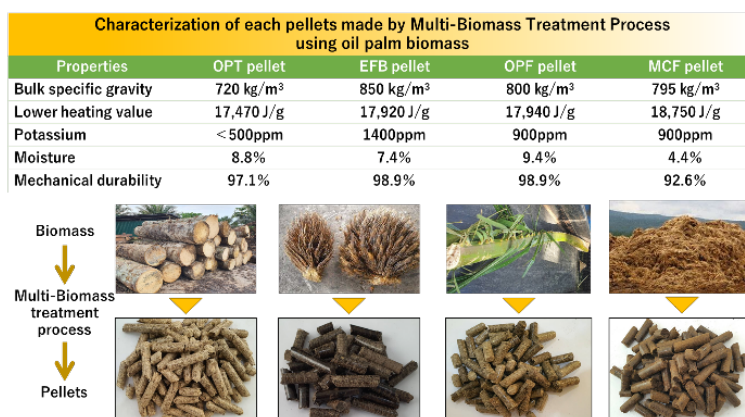 Characterization of each pellets made by Multi-Biomass Treatment Process
using oil palm biomass
Properties OPT pellet EFB pellet OPF pellet MCF pellet
Bulk specific gravity 720 kg/m³ 850 kg/m³ 800 kg/m³ 795 kg/m³
Lower heating value 17,470 J/g 17,920 J/g 17,940 J/g 18,750 J/g
Potassium <500ppm 1400ppm 900ppm 900ppm
Moisture 8.8% 7.4% 9.4% 4.4%
Mechanical durability 97.1% 98.9% 98.9% 92.6%
Biomass
Multi-Biomass
treatment
process
Pellets